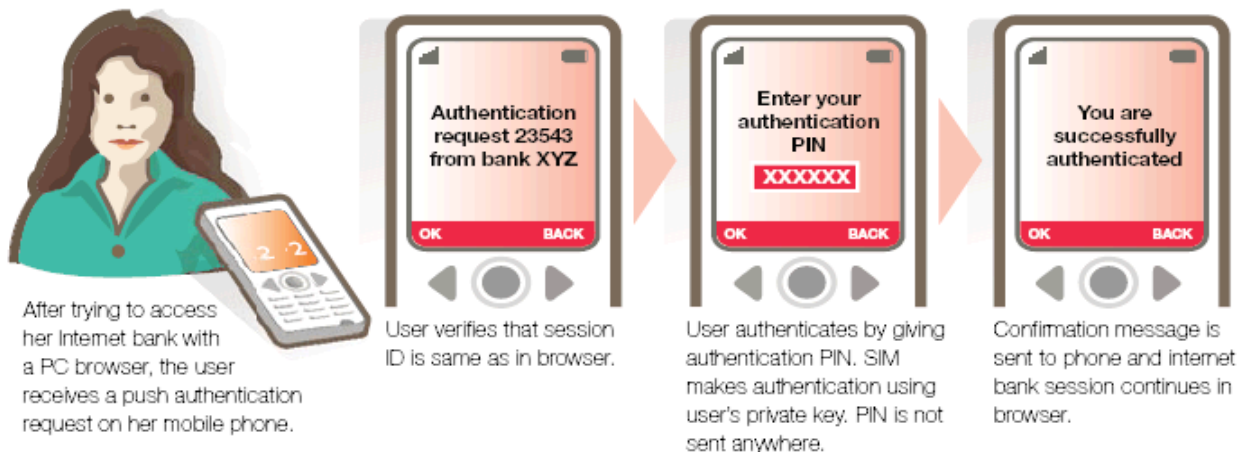 Authentication
request 23543
from bank XYZ
OK BACK
Enter your
authentication
PIN
XXXXXX
OK BACK
You are
successfully
authenticated
OK BACK
2 .2
After trying to access
her Internet bank with
a PC browser, the user
receives a push authentication
request on her mobile phone.
User verifies that session
ID is same as in browser.
User authenticates by giving
authentication PIN. SIM
makes authentication using
user's private key. PIN is not
sent anywhere.
Confirmation message is
sent to phone and internet
bank session continues in
browser.